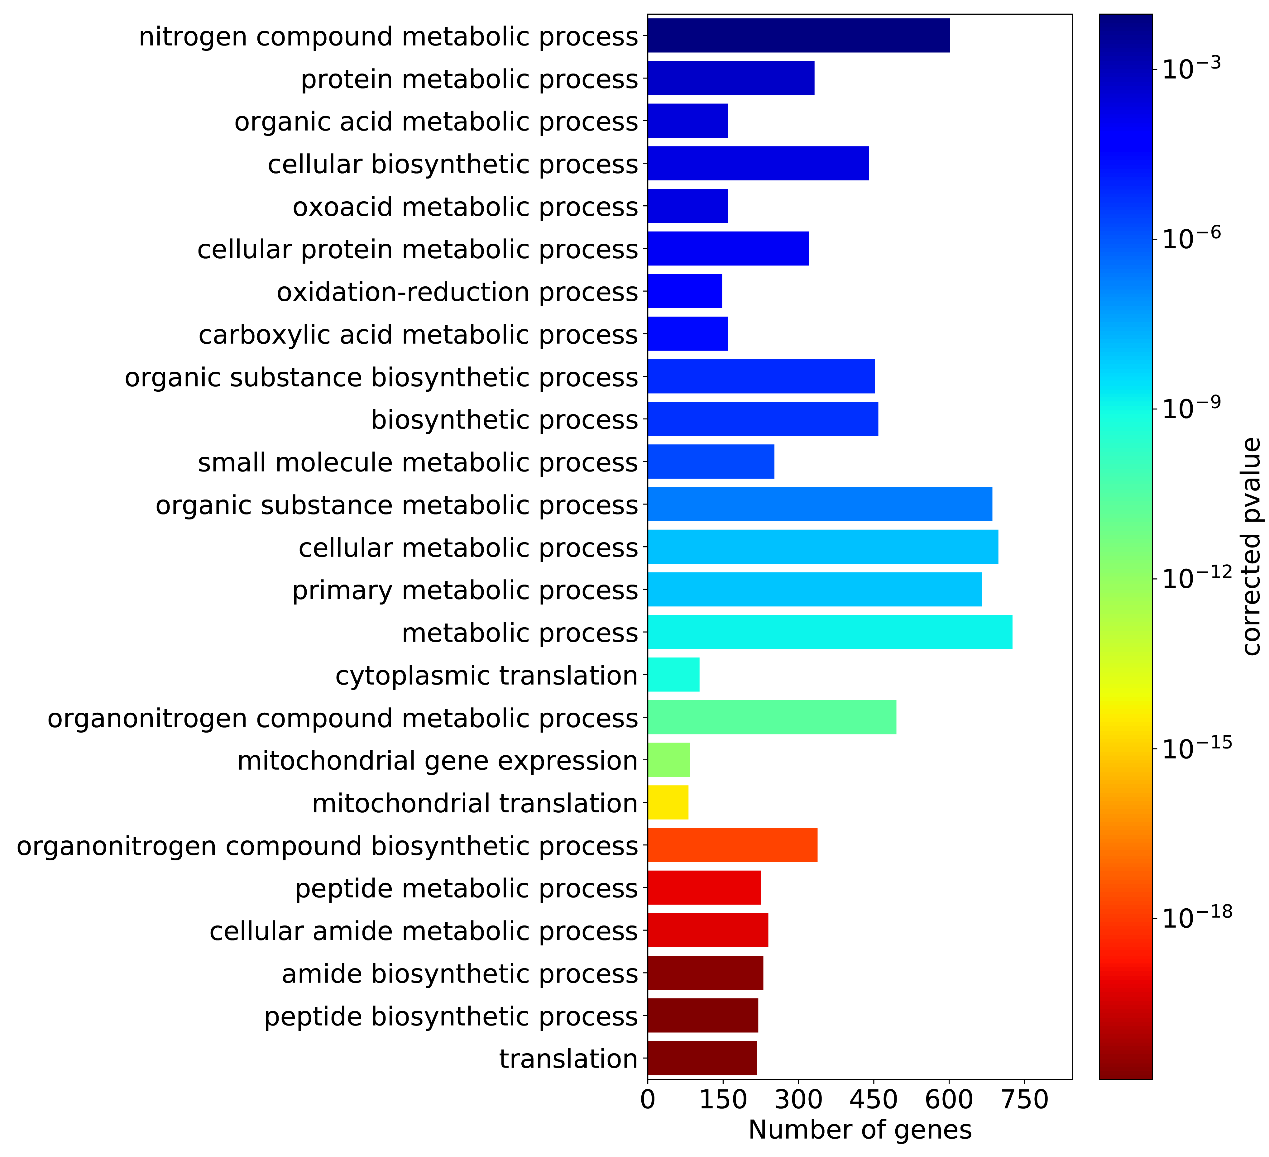 nitrogen compound metabolic process
protein metabolic process
organic acid metabolic process
cellular biosynthetic process
oxoacid metabolic process
cellular protein metabolic process
oxidation-reduction process
carboxylic acid metabolic process
organic substance biosynthetic process
biosynthetic process
small molecule metabolic process
organic substance metabolic process
cellular metabolic process
primary metabolic process
metabolic process
cytoplasmic translation
organonitrogen compound metabolic process
mitochondrial gene expression
mitochondrial translation
organonitrogen compound biosynthetic process
peptide metabolic process
cellular amide metabolic process
amide biosynthetic process
peptide biosynthetic process
translation
0 150 300 450 600 750
Number of genes
10⁻³
10⁻⁶
10⁻⁹
10⁻¹²
10⁻¹⁵
10⁻¹⁸
corrected pvalue